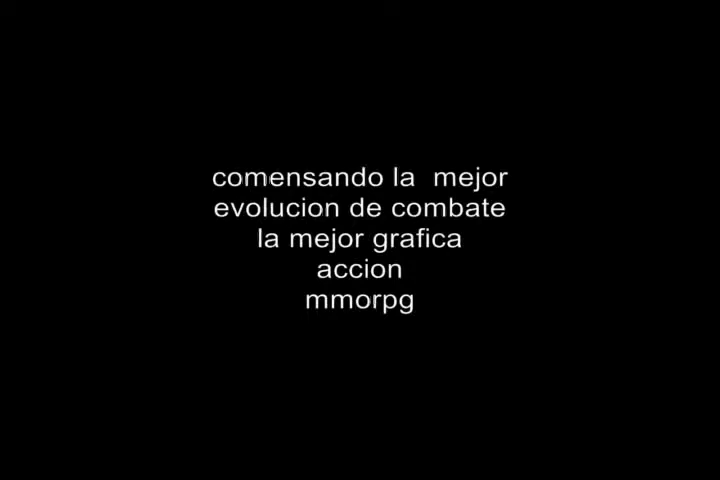 comensando la  mejor
evolucion de combate
la mejor grafica
accion
mmorpg